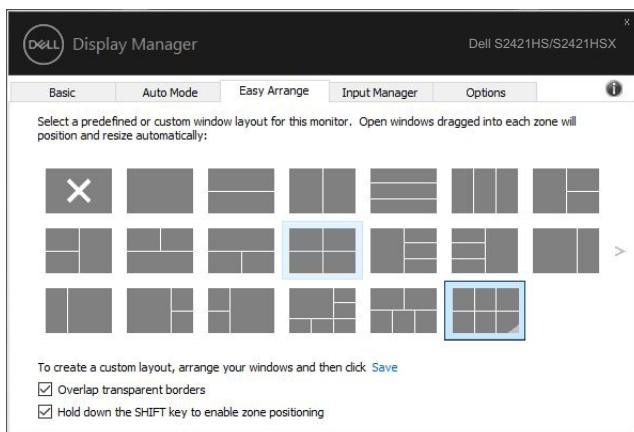 x
DELL Display Manager Dell S2421HS/S2421HSX
Basic Auto Mode Easy Arrange Input Manager Options i
Select a predefined or custom window layout for this monitor. Open windows dragged into each zone will
position and resize automatically:
>
To create a custom layout, arrange your windows and then click Save
Overlap transparent borders
Hold down the SHIFT key to enable zone positioning